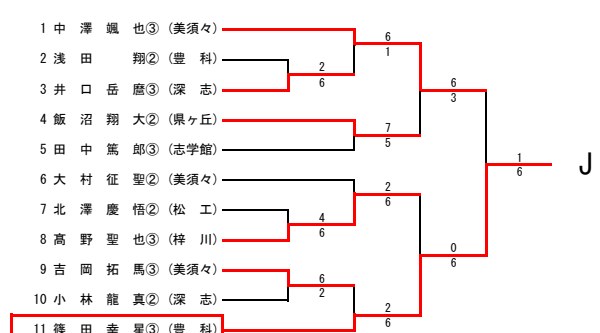 1 中 澤 颯 也③ (美須々)
2 浅 田 翔② (豊 科)
3 井 口 岳 磨③ (深 志)
4 飯 沼 翔 大② (県ヶ丘)
5 田 中 篤 郎③ (志学館)
6 大 村 征 聖② (美須々)
7 北 澤 慶 悟② (松 工)
8 髙 野 聖 也③ (梓 川)
9 吉 岡 拓 馬③ (美須々)
10 小 林 龍 真② (深 志)
11 篠 田 幸 星③ (豊 科)
2
6
4
6
6
2
6
1
7
5
2
6
2
6
6
3
0
6
1
6
J